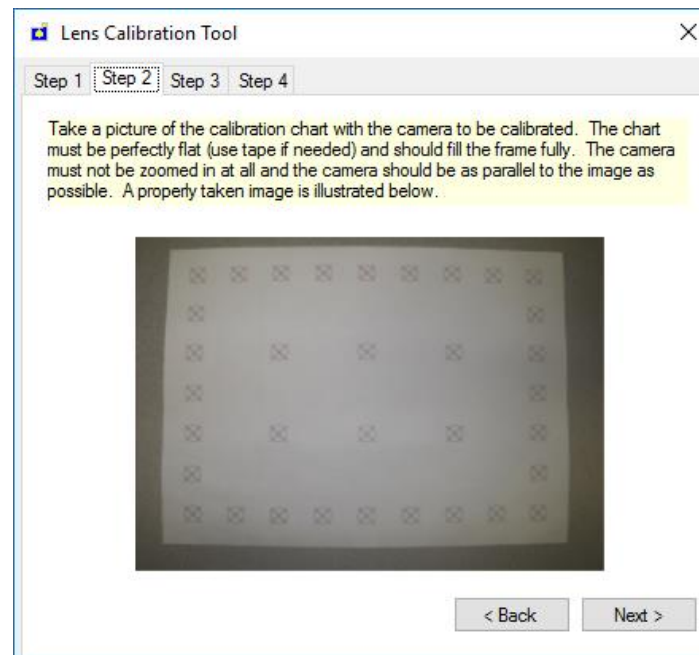 Lens Calibration Tool
Step 1 Step 2 Step 3 Step 4
Take a picture of the calibration chart with the camera to be calibrated. The chart
must be perfectly flat (use tape if needed) and should fill the frame fully. The camera
must not be zoomed in at all and the camera should be as parallel to the image as
possible. A properly taken image is illustrated below.
< Back Next >